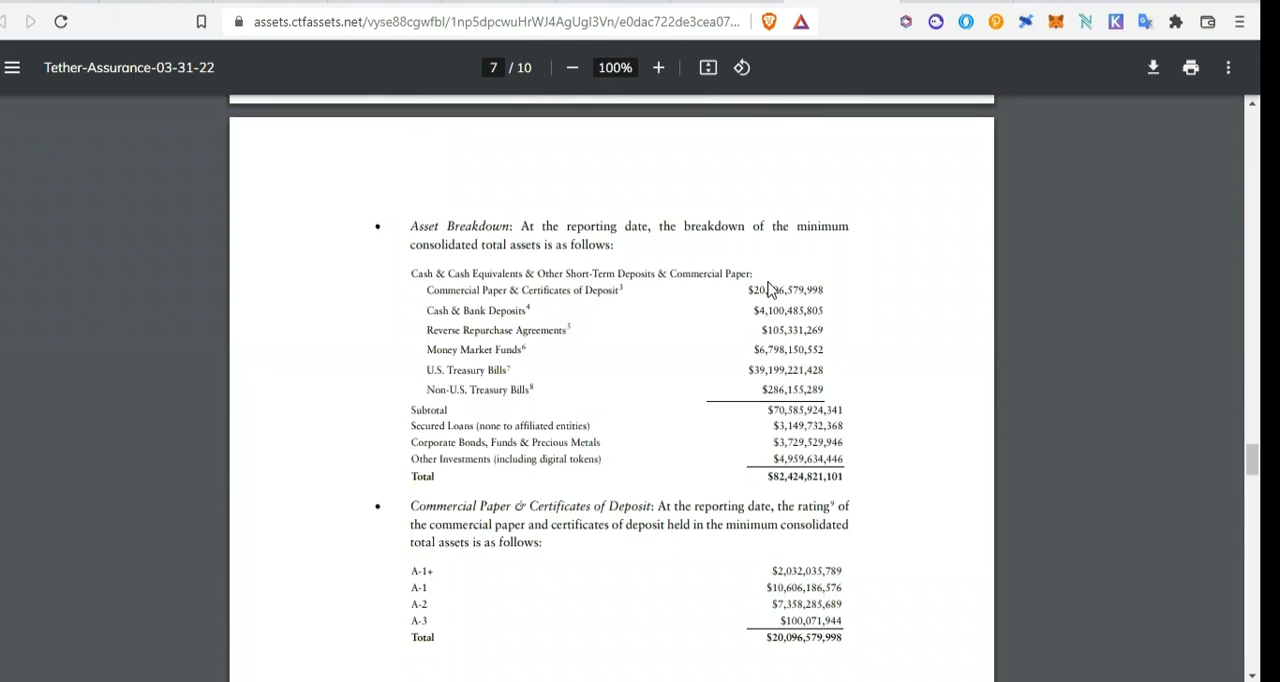 assets.ctfassets.net/vyse88cgwfbl/1np5dpcwuHrWJ4AgUgI3Vn/e0dac722de3cea07...
Tether-Assurance-03-31-22
7 / 10
100%
• Asset Breakdown: At the reporting date, the breakdown of the minimum
consolidated total assets is as follows:
Cash & Cash Equivalents & Other Short-Term Deposits & Commercial Paper:
Commercial Paper & Certificates of Deposit³
Cash & Bank Deposits⁴ $4,100,485,805
Reverse Repurchase Agreements⁵ $105,331,269
Money Market Funds⁶ $6,798,150,552
U.S. Treasury Bills⁷ $39,199,221,428
Non-U.S. Treasury Bills⁸ $286,155,289
Subtotal $70,585,924,341
Secured Loans (none to affiliated entities) $3,149,732,368
Corporate Bonds, Funds & Precious Metals $3,729,529,946
Other Investments (including digital tokens) $4,959,634,446
Total $82,424,821,101
• Commercial Paper & Certificates of Deposit: At the reporting date, the rating⁹ of
the commercial paper and certificates of deposit held in the minimum consolidated
total assets is as follows:
A-1+ $2,032,035,789
A-1 $10,606,186,576
A-2 $7,358,285,689
A-3 $100,071,944
Total $20,096,579,998